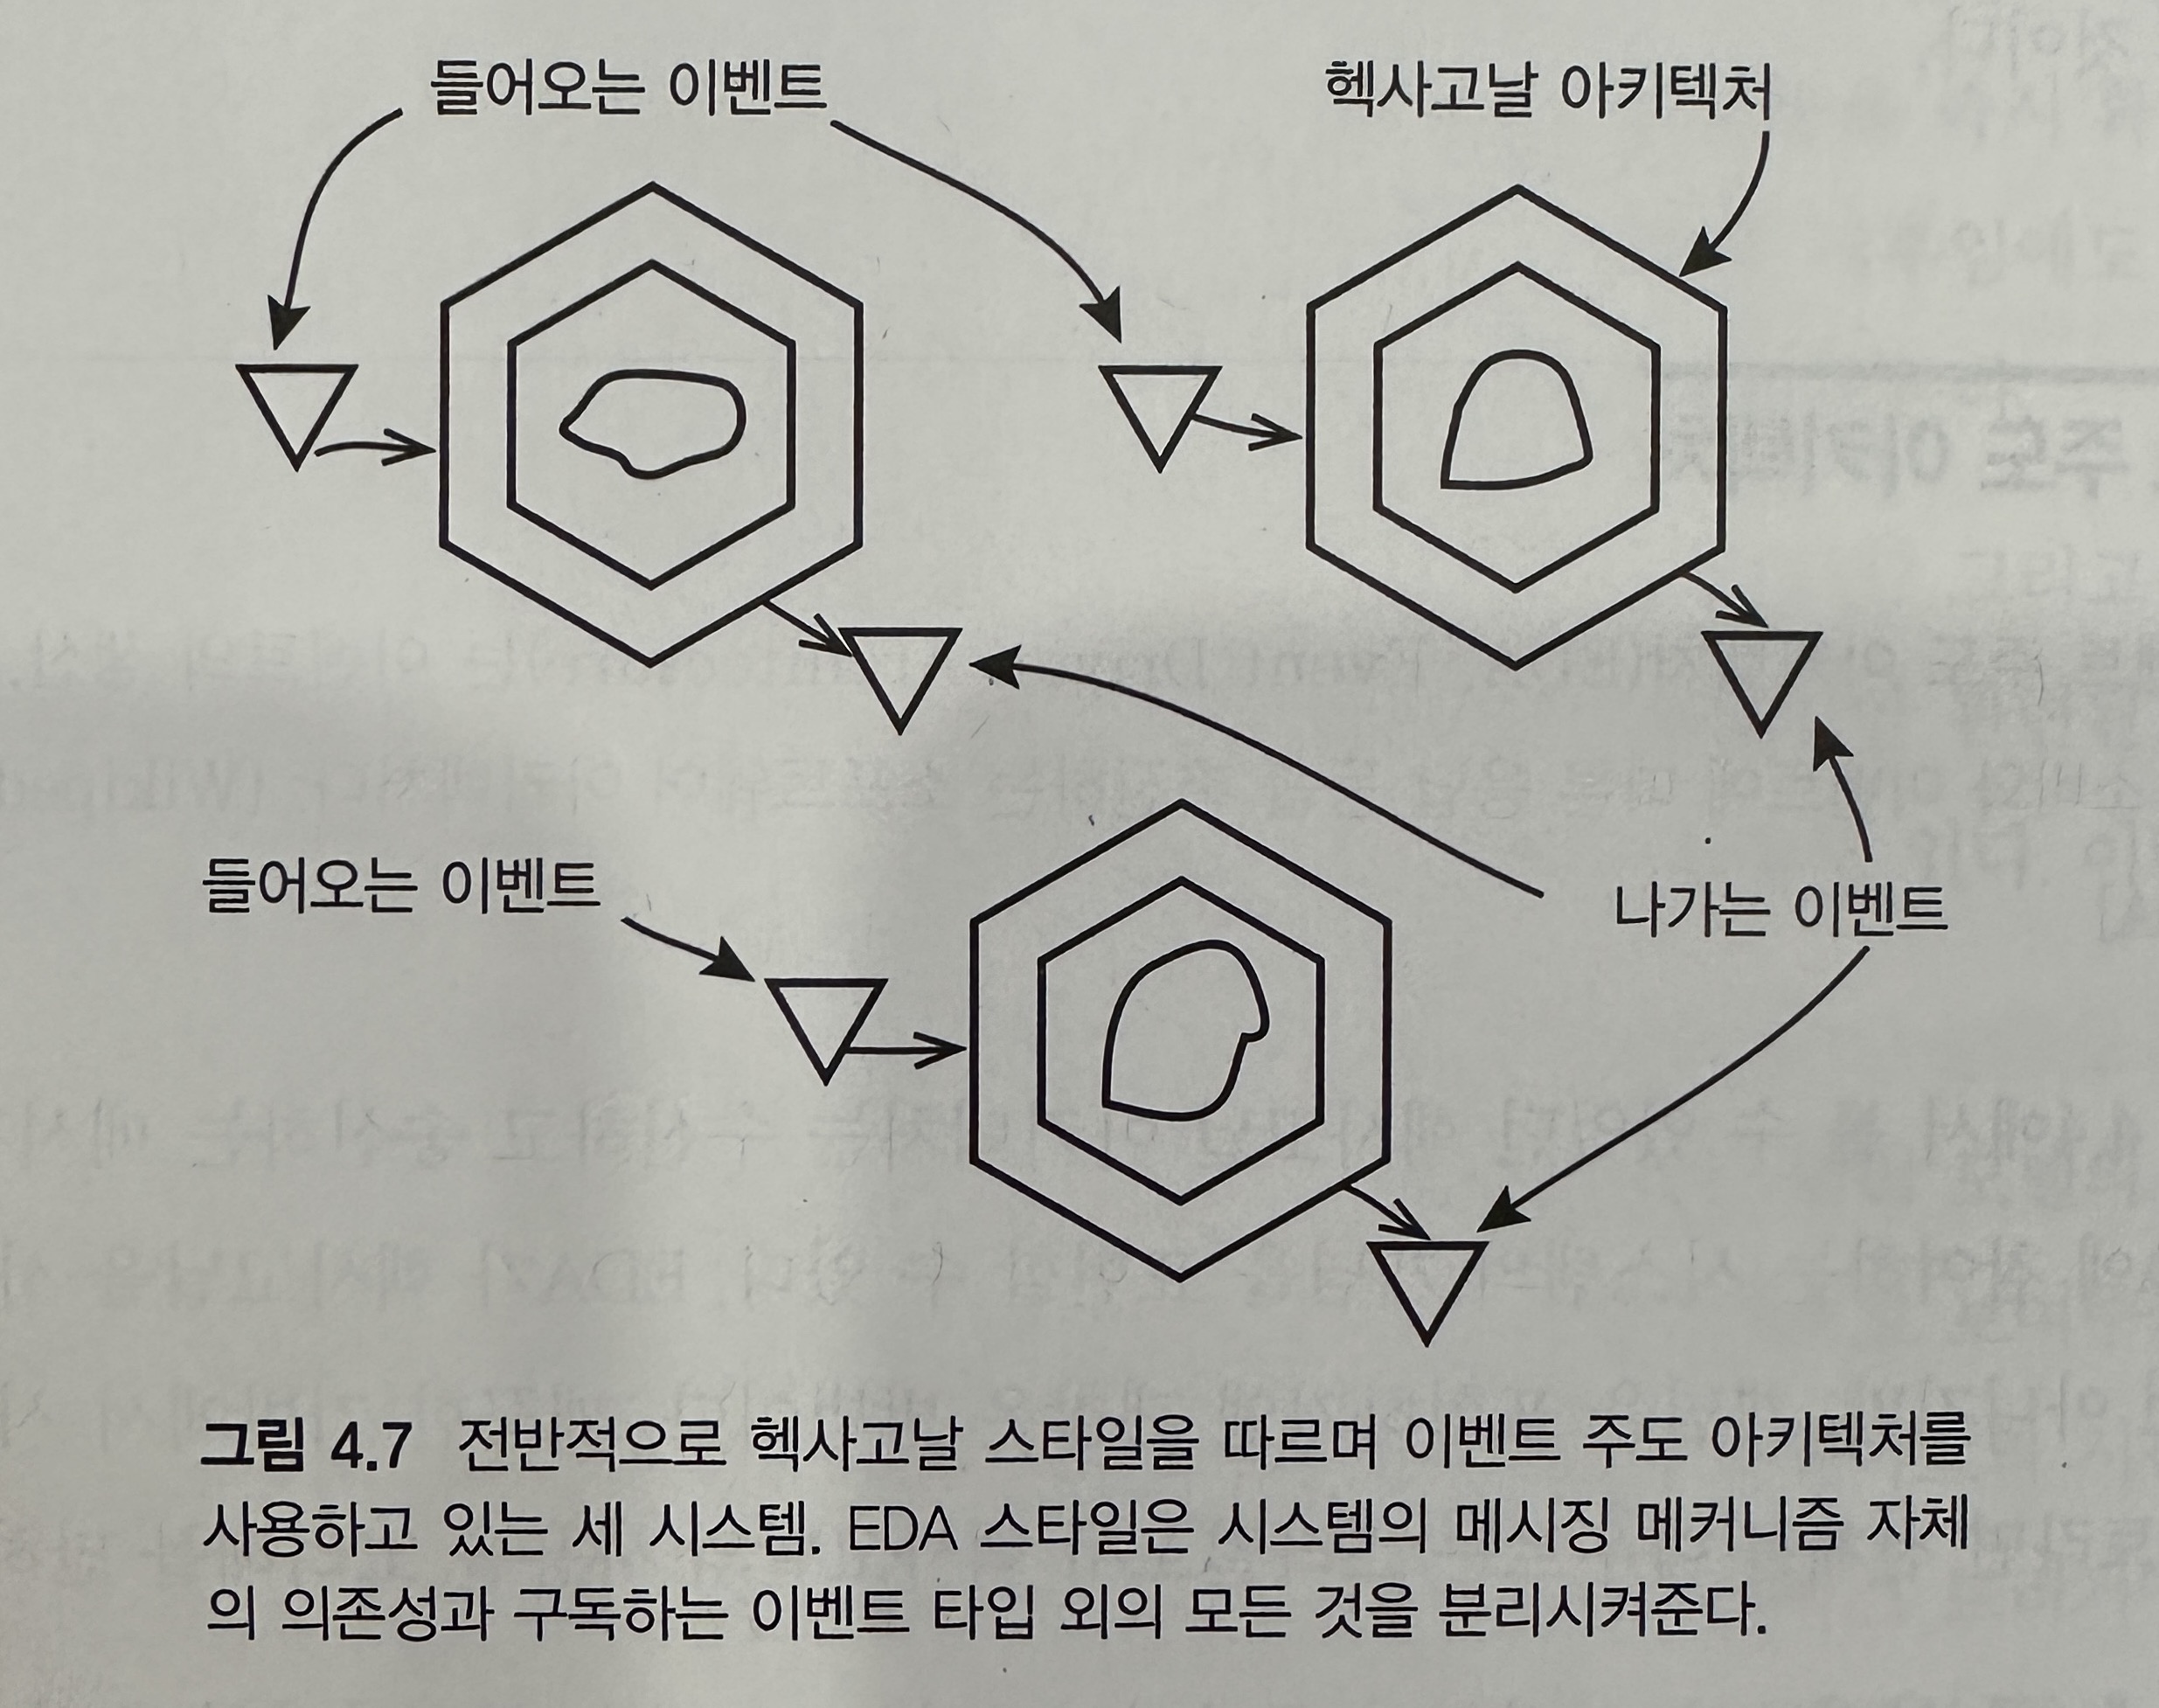 들어오는 이벤트
헥사고날 아키텍처
들어오는 이벤트
나가는 이벤트
그림 4.7 전반적으로 헥사고날 스타일을 따르며 이벤트 주도 아키텍처를
사용하고 있는 세 시스템. EDA 스타일은 시스템의 메시징 메커니즘 자체
의 의존성과 구독하는 이벤트 타입 외의 모든 것을 분리시켜준다.